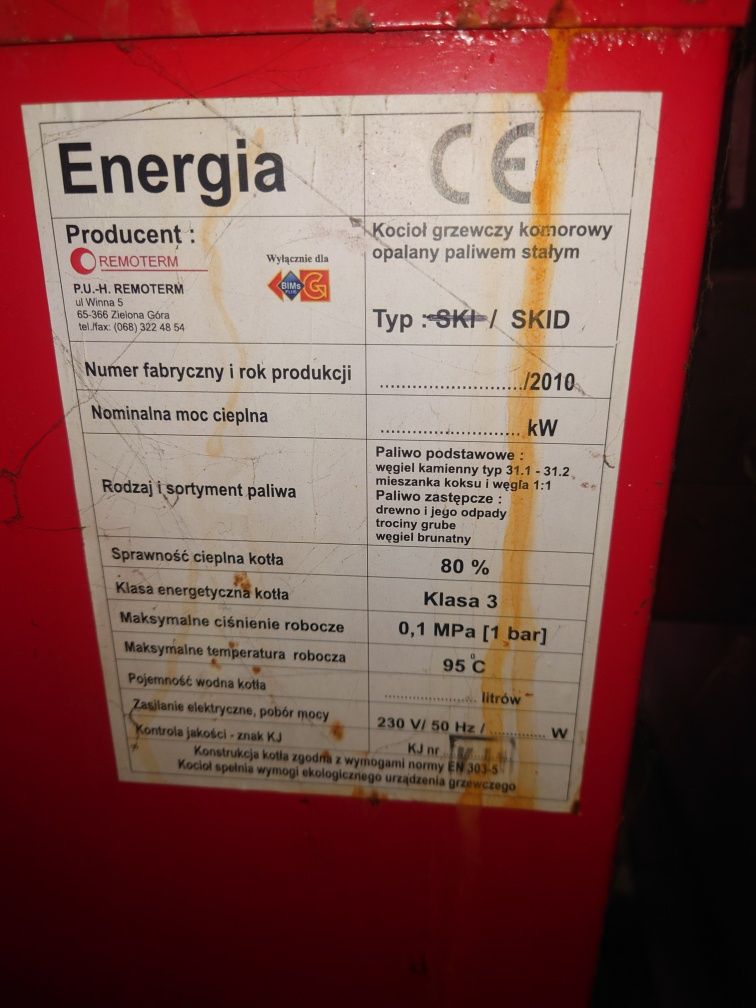 Energia
CE
Producent :
REMOTERM
Wyłącznie dla
BIMs
PLUS
G
P.U.-H. REMOTERM
ul Winna 5
65-366 Zielona Góra
tel./fax: (068) 322 48 54
Kocioł grzewczy komorowy
opalany paliwem stałym
Typ : SKI / SKID
Numer fabryczny i rok produkcji ........................../2010
Nominalna moc cieplna .......................... kW
Rodzaj i sortyment paliwa
Paliwo podstawowe :
węgiel kamienny typ 31.1 - 31.2
mieszanka koksu i węgla 1:1
Paliwo zastępcze :
drewno i jego odpady
trociny grube
węgiel brunatny
Sprawność cieplna kotła 80 %
Klasa energetyczna kotła Klasa 3
Maksymalne ciśnienie robocze 0,1 MPa [1 bar]
Maksymalne temperatura robocza 95°C
Pojemność wodna kotła ...................... litrów
Zasilanie elektryczne, pobór mocy 230 V/ 50 Hz / ............. W
Kontrola jakości - znak KJ KJ nr
Konstrukcja kotła zgodna z wymogami normy EN 303-5
Kocioł spełnia wymogi ekologicznego urządzenia grzewczego